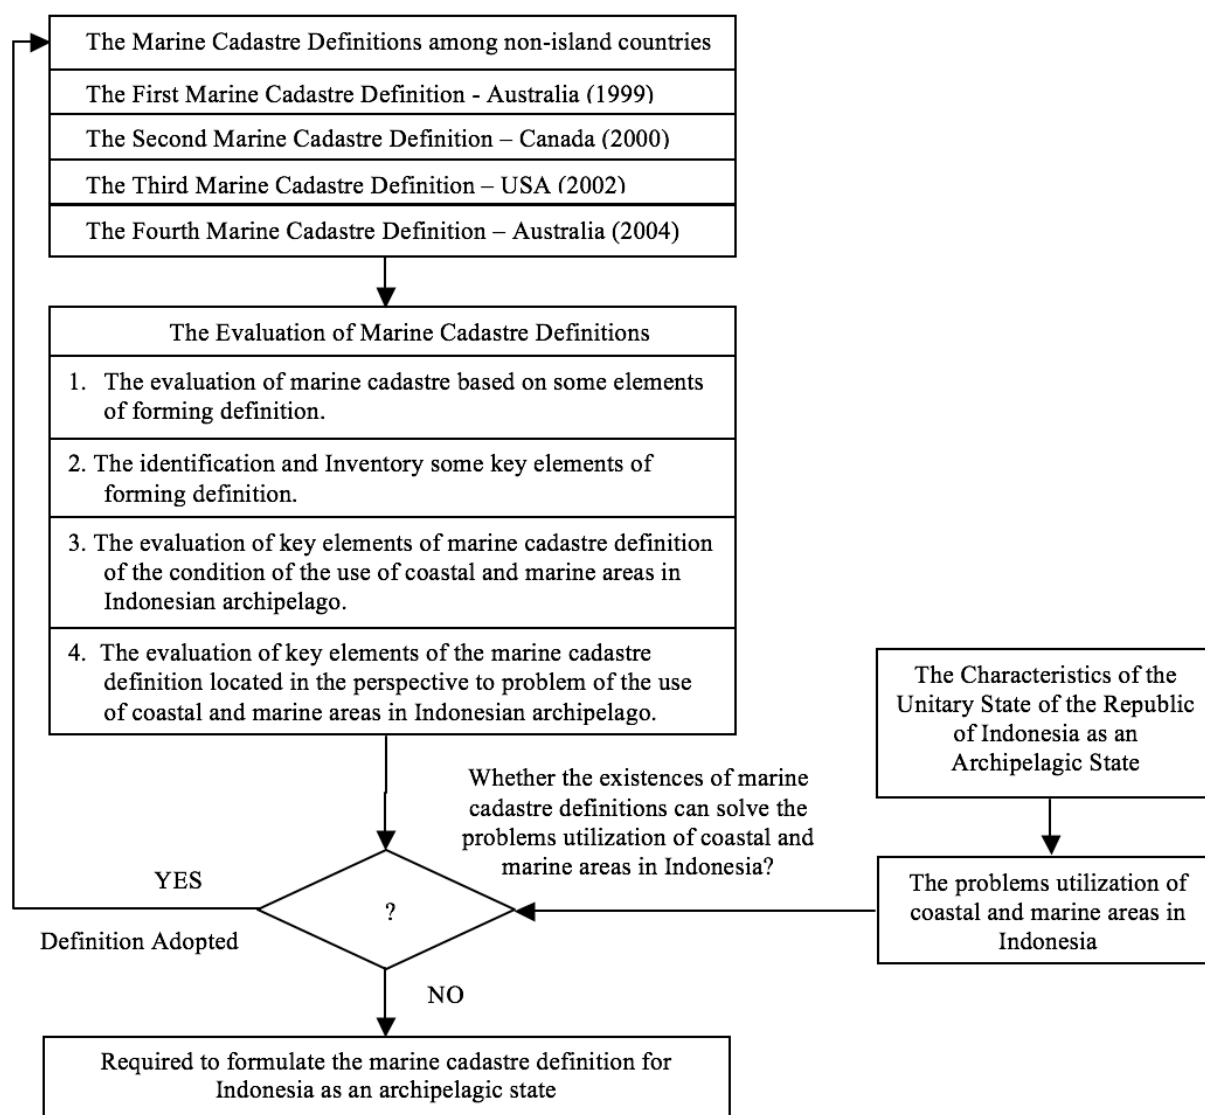 The Marine Cadastre Definitions among non-island countries
The First Marine Cadastre Definition - Australia (1999)
The Second Marine Cadastre Definition – Canada (2000)
The Third Marine Cadastre Definition – USA (2002)
The Fourth Marine Cadastre Definition – Australia (2004)
The Evaluation of Marine Cadastre Definitions
1. The evaluation of marine cadastre based on some elements
of forming definition.
2. The identification and Inventory some key elements of
forming definition.
3. The evaluation of key elements of marine cadastre definition
of the condition of the use of coastal and marine areas in
Indonesian archipelago.
4. The evaluation of key elements of the marine cadastre
definition located in the perspective to problem of the use
of coastal and marine areas in Indonesian archipelago.
The Characteristics of the
Unitary State of the Republic
of Indonesia as an
Archipelagic State
Whether the existences of marine
cadastre definitions can solve the
problems utilization of coastal and
marine areas in Indonesia?
The problems utilization of
coastal and marine areas in
Indonesia
YES
?
Definition Adopted
NO
Required to formulate the marine cadastre definition for
Indonesia as an archipelagic state